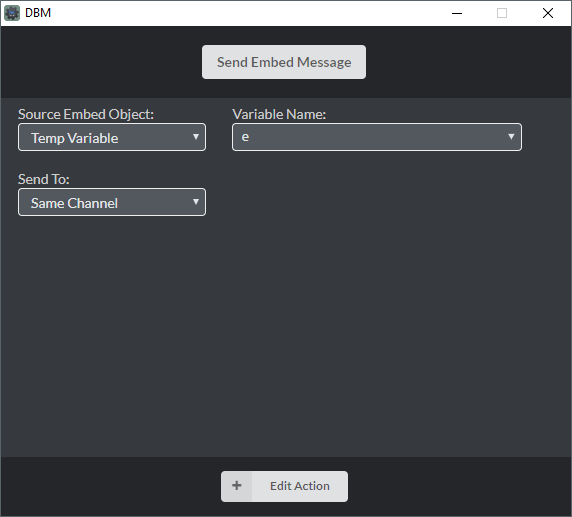 DBM
Send Embed Message
Source Embed Object: Variable Name:
Temp Variable e
Send To:
Same Channel
Edit Action